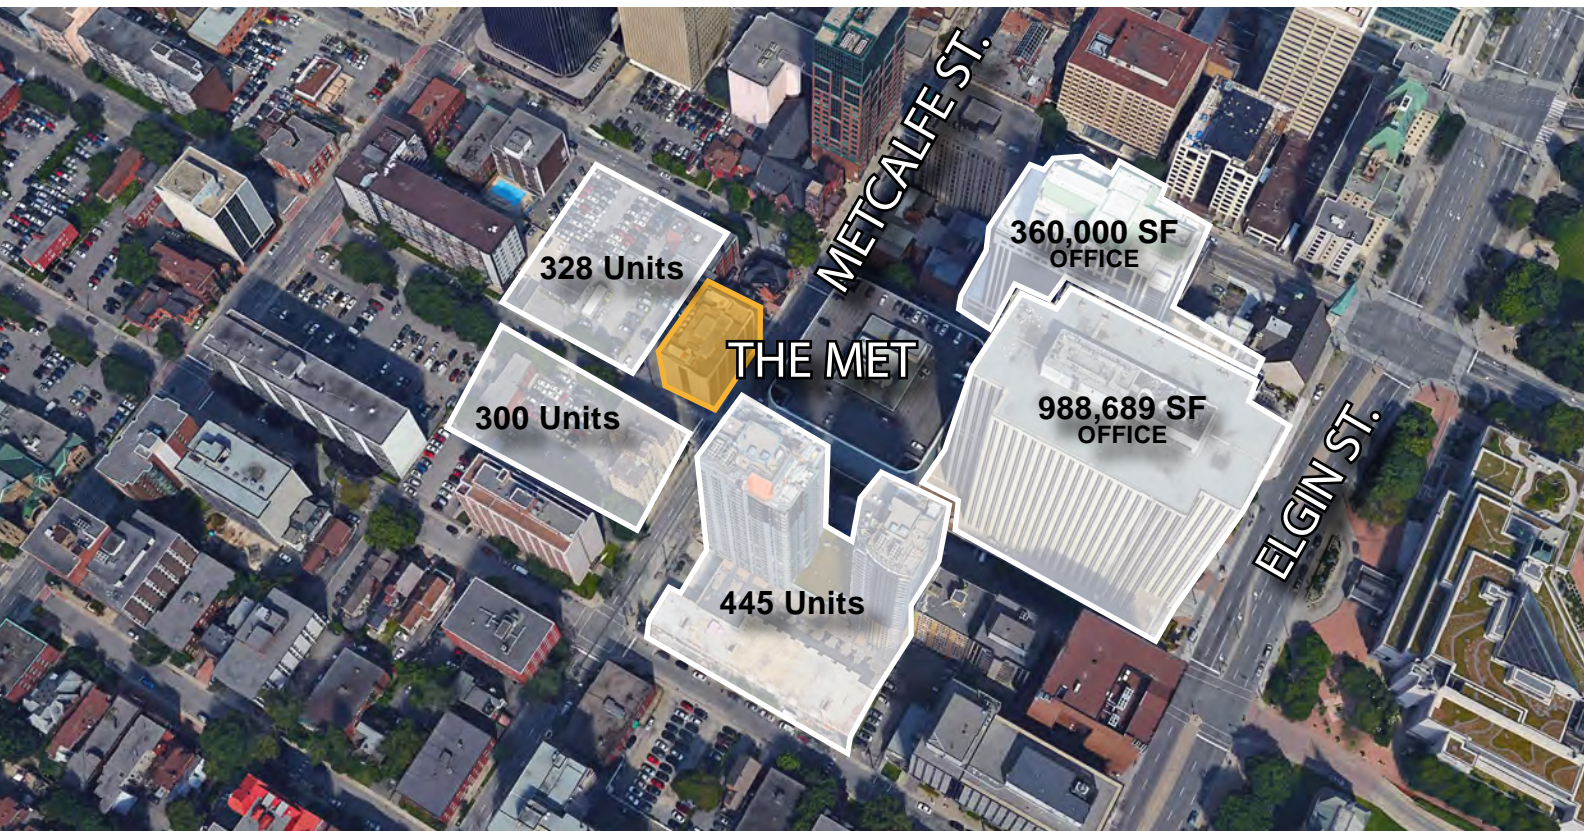 METCALFE ST.
360,000 SF
OFFICE
328 Units
THE MET
988,689 SF
OFFICE
300 Units
ELGIN ST.
445 Units